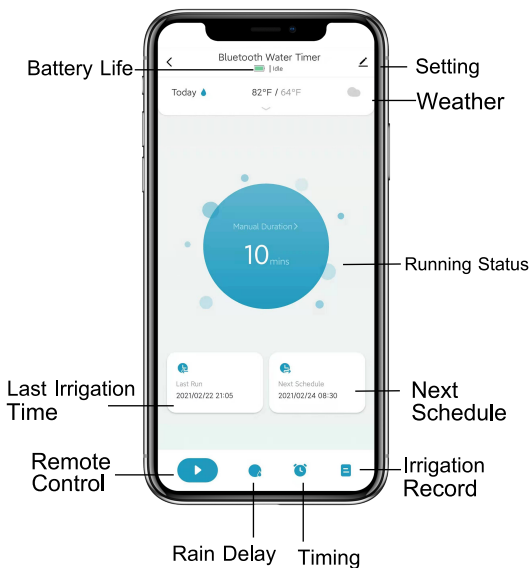 Bluetooth Water Timer
Battery Life
| Idle
Setting
Today 82°F / 64°F
Weather
Manual Duration >
10 mins
Running Status
Last Run
2021/02/22 21:05
Next Schedule
2021/02/24 08:30
Last Irrigation
Time
Next
Schedule
Remote
Control
Irrigation
Record
Rain Delay
Timing